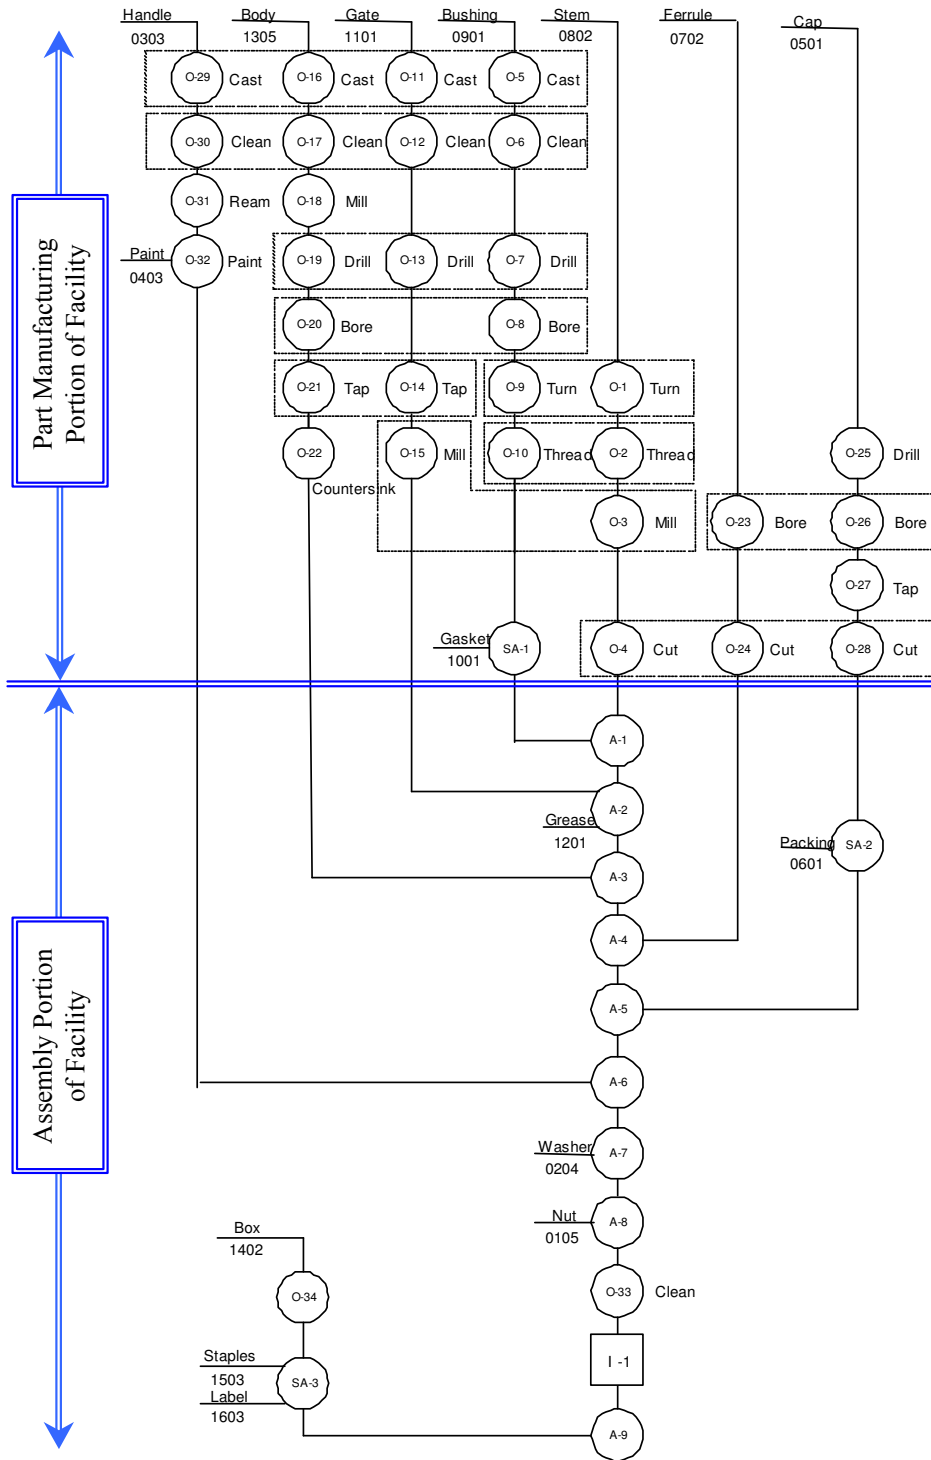 Handle
0303
Body
1305
Gate
1101
Bushing
0901
Stem
0802
Ferrule
0702
Cap
0501
O-29 Cast O-16 Cast O-11 Cast O-5 Cast
O-30 Clean O-17 Clean O-12 Clean O-6 Clean
O-31 Ream O-18 Mill
Paint
0403
O-32 Paint O-19 Drill O-13 Drill O-7 Drill
O-20 Bore O-8 Bore
O-21 Tap O-14 Tap O-9 Turn O-1 Turn
O-22 O-15 Mill O-10 Thread O-2 Thread O-25 Drill
Countersink
O-3 Mill O-23 Bore O-26 Bore
O-27 Tap
Gasket
1001
SA-1 O-4 Cut O-24 Cut O-28 Cut
Part Manufacturing
Portion of Facility
A-1
A-2
Grease
1201
Packing
0601
SA-2
A-3
A-4
A-5
A-6
Assembly Portion
of Facility
Washer
0204
A-7
Nut
0105
A-8
Box
1402
O-33 Clean
O-34
I -1
Staples
1503
SA-3
Label
1603
A-9